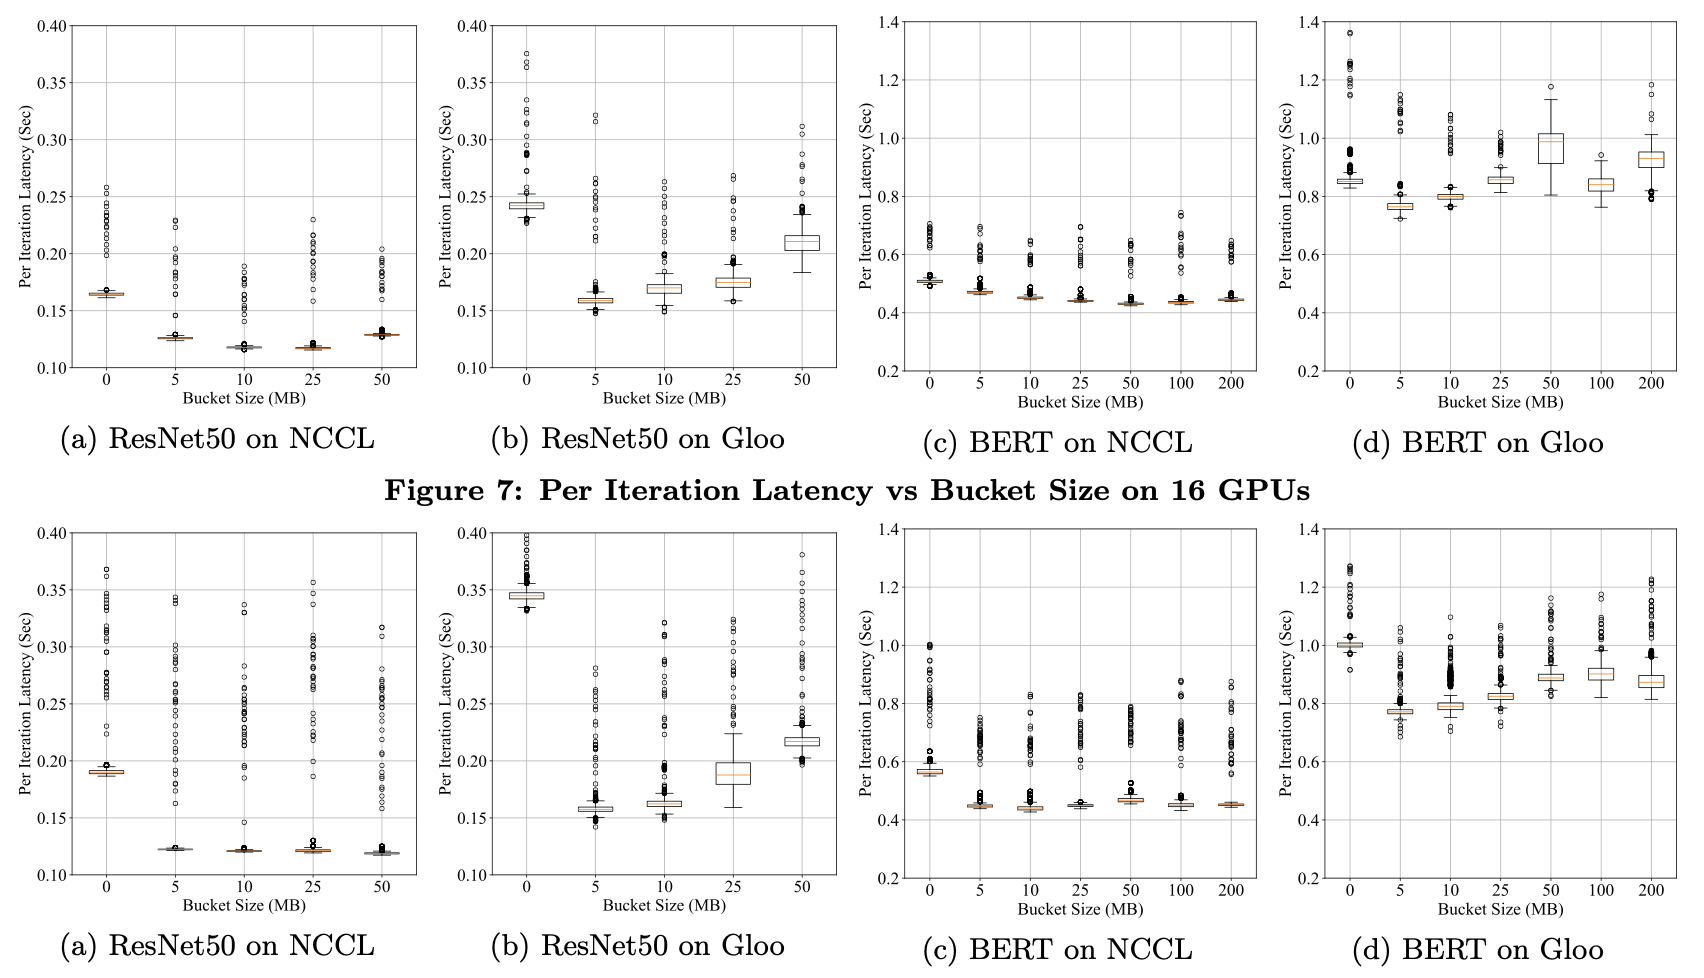 0.40
0.35
0.30
0.25
0.20
0.15
0.10
Per Iteration Latency (Sec)
0 5 10 25 50
Bucket Size (MB)
(a) ResNet50 on NCCL
0.40
0.35
0.30
0.25
0.20
0.15
0.10
Per Iteration Latency (Sec)
0 5 10 25 50
Bucket Size (MB)
(b) ResNet50 on Gloo
1.4
1.2
1.0
0.8
0.6
0.4
0.2
Per Iteration Latency (Sec)
0 5 10 25 50 100 200
Bucket Size (MB)
(c) BERT on NCCL
1.4
1.2
1.0
0.8
0.6
0.4
0.2
Per Iteration Latency (Sec)
0 5 10 25 50 100 200
Bucket Size (MB)
(d) BERT on Gloo
Figure 7: Per Iteration Latency vs Bucket Size on 16 GPUs
0.40
0.35
0.30
0.25
0.20
0.15
0.10
Per Iteration Latency (Sec)
0 5 10 25 50
Bucket Size (MB)
(a) ResNet50 on NCCL
0.40
0.35
0.30
0.25
0.20
0.15
0.10
Per Iteration Latency (Sec)
0 5 10 25 50
Bucket Size (MB)
(b) ResNet50 on Gloo
1.4
1.2
1.0
0.8
0.6
0.4
0.2
Per Iteration Latency (Sec)
0 5 10 25 50 100 200
Bucket Size (MB)
(c) BERT on NCCL
1.4
1.2
1.0
0.8
0.6
0.4
0.2
Per Iteration Latency (Sec)
0 5 10 25 50 100 200
Bucket Size (MB)
(d) BERT on Gloo